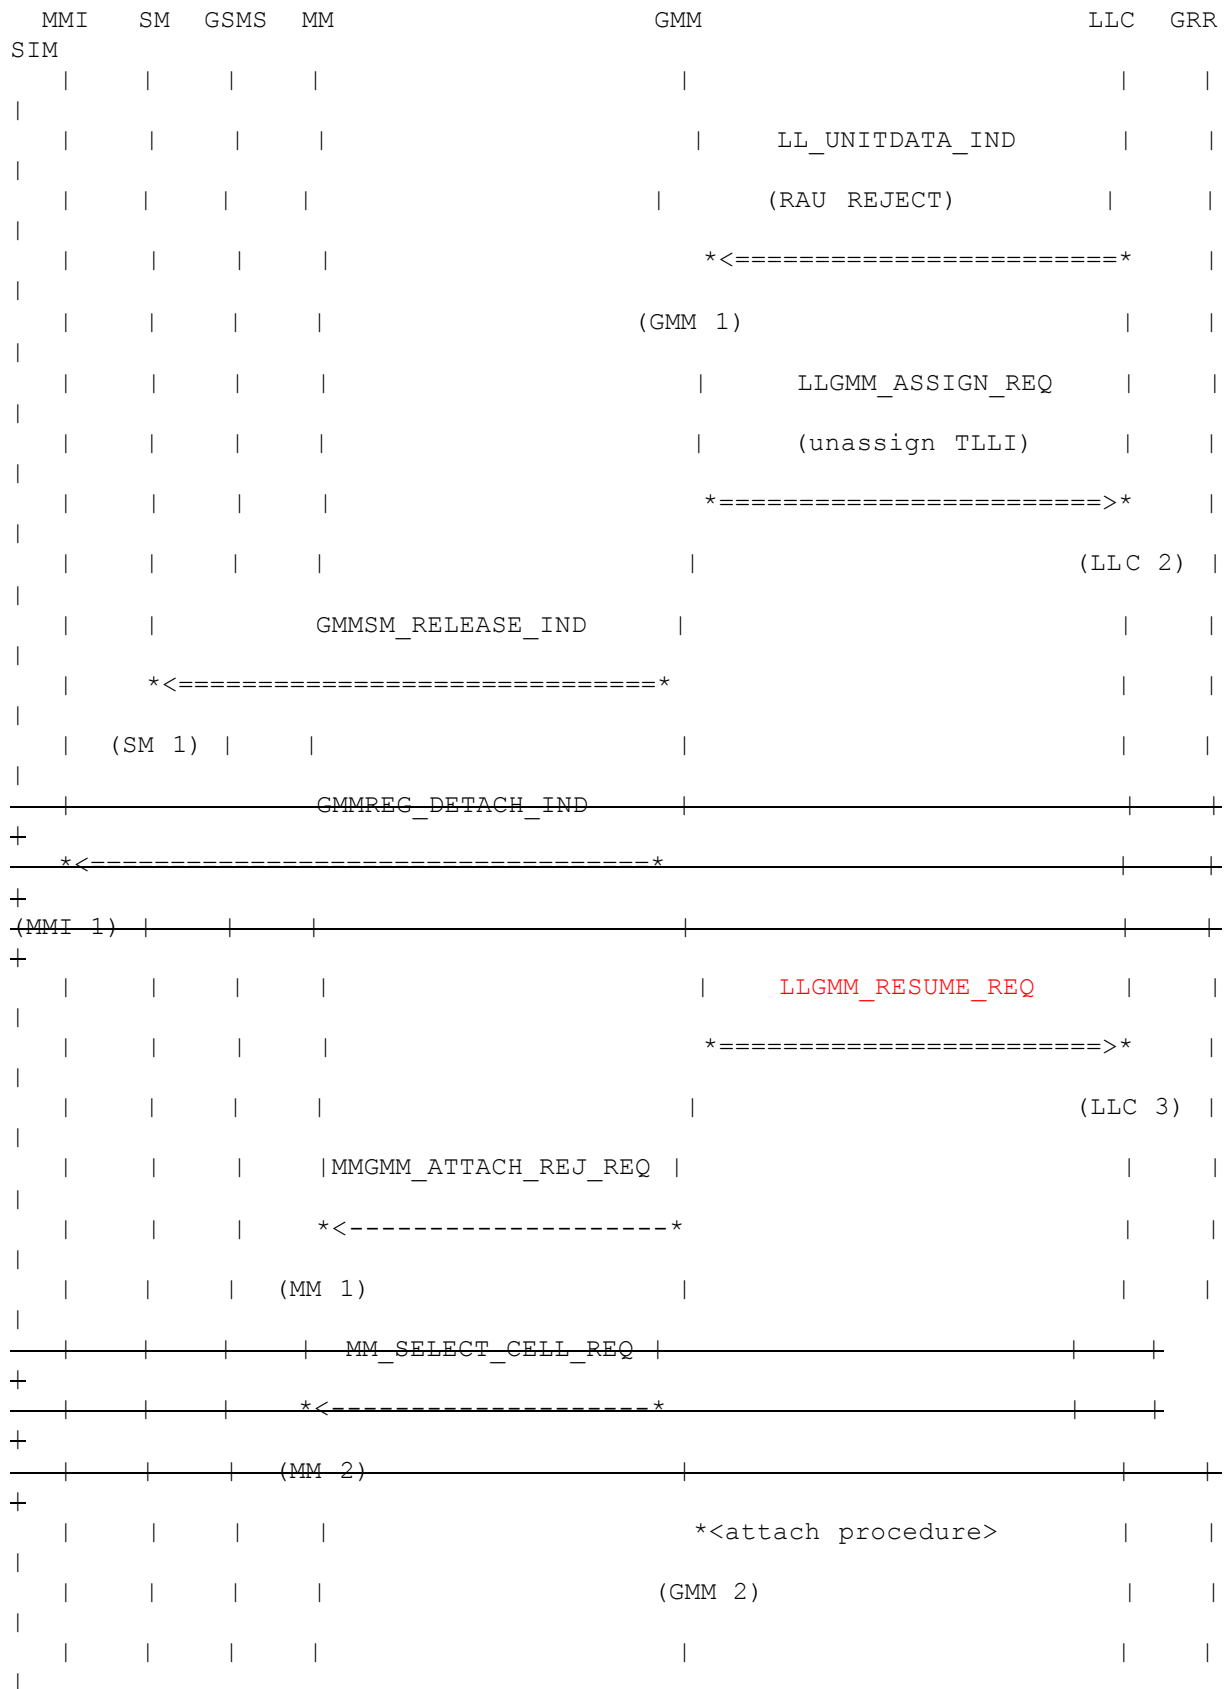 MMI SM GSMS MM GMM LLC GRR
SIM
| | | | | | |
|
| | | | | LL_UNITDATA_IND | |
|
| | | | | (RAU REJECT) | |
|
| | | | *<========================* |
|
| | | | (GMM 1) | |
|
| | | | | LLGMM_ASSIGN_REQ | |
|
| | | | | (unassign TLLI) | |
|
| | | | *========================>* |
|
| | | | | (LLC 2) |
|
| | GMMSM_RELEASE_IND | | |
|
| *<==============================* | |
|
| (SM 1) | | | | |
|
| GMMREG_DETACH_IND | | |
|
*<===================================* | |
|
(MMI 1) | | | | | |
|
| | | | | LLGMM_RESUME_REQ | |
|
| | | | *========================>* |
|
| | | | | (LLC 3) |
|
| | | |MMGMM_ATTACH_REJ_REQ | | |
|
| | | *<--------------------* | |
|
| | | (MM 1) | | |
|
| | | | MM_SELECT_CELL_REQ | | |
|
| | | *<--------------------* | |
|
| | | (MM 2) | | |
|
| | | | *<attach procedure> | |
|
| | | | (GMM 2) | |
|
| | | | | | |
|